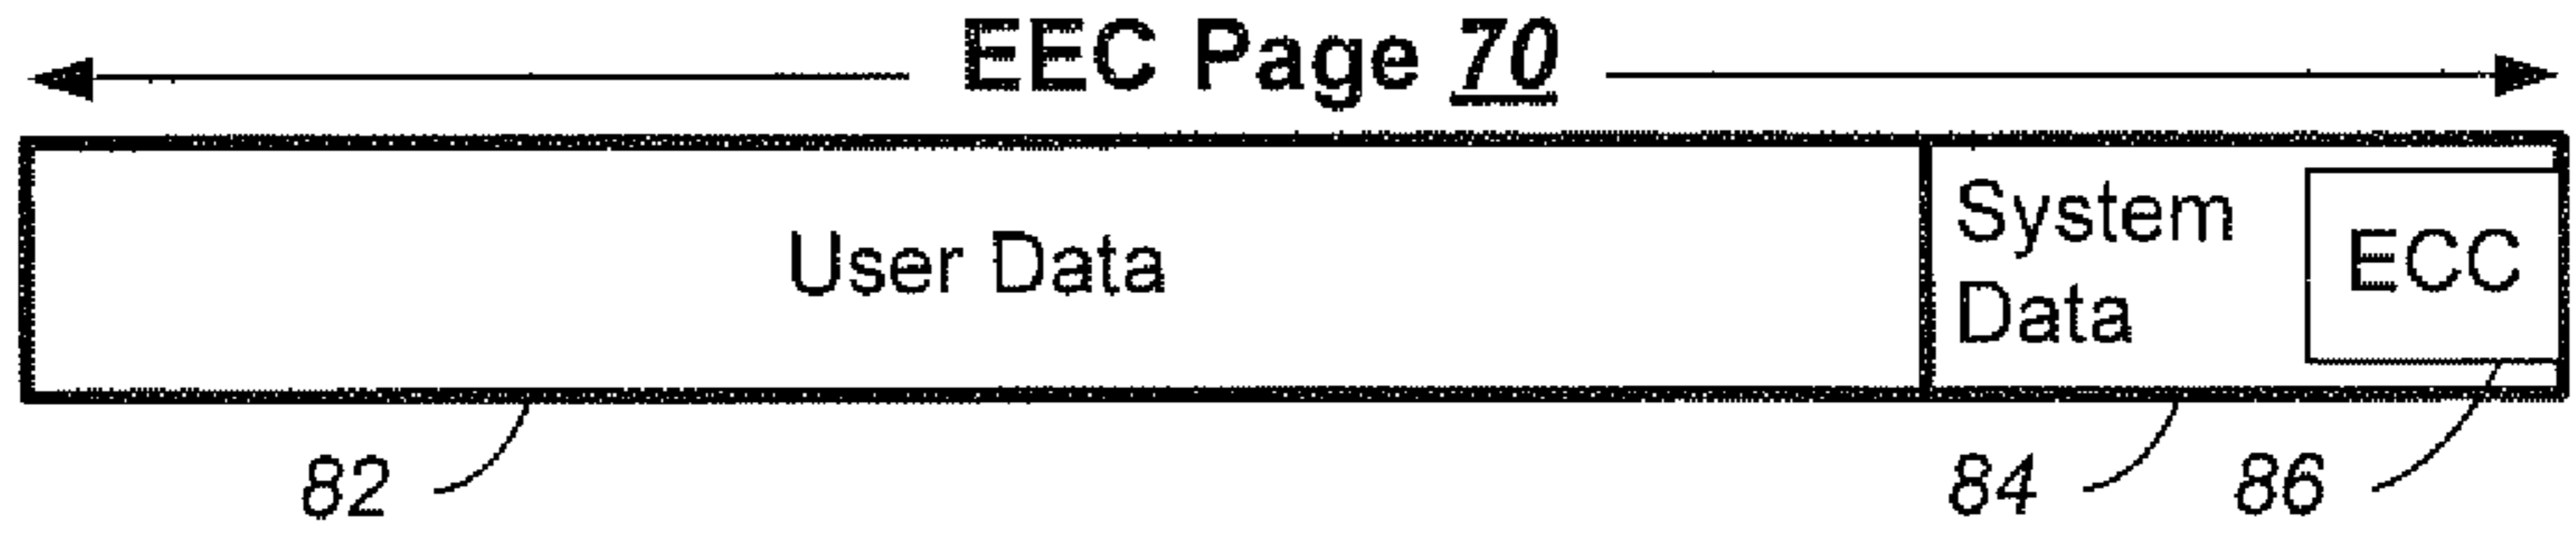 EEC Page 70
User Data
System
Data
ECC
82
84
86